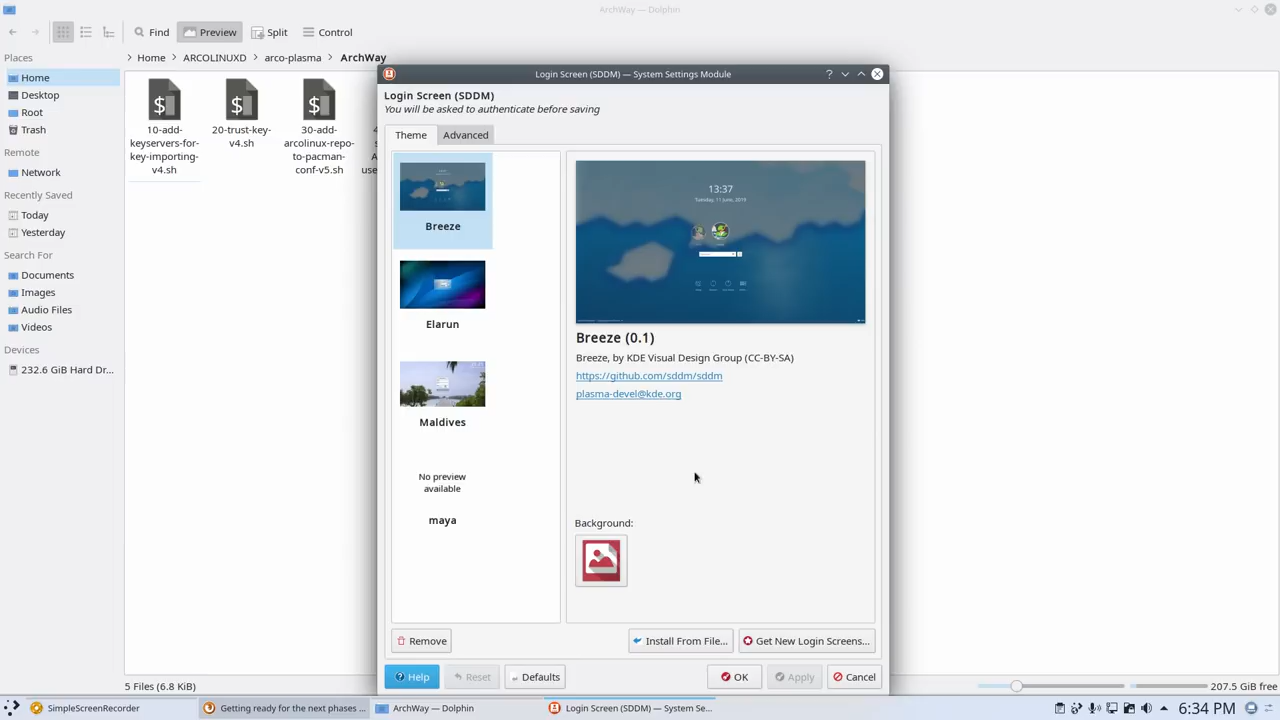 ArchWay — Dolphin
Find
Preview
Split
Control
Places
Home
ARCOLINUXD
arco-plasma
ArchWay
Home
Desktop
Root
Trash
Remote
Network
Recently Saved
Today
Yesterday
Search For
Documents
Images
Audio Files
Videos
Devices
232.6 GiB Hard Dr...
10-add-
keyservers-for-
key-importing-
v4.sh
20-trust-key-
v4.sh
30-add-
arcolinux-repo-
to-pacman-
conf-v5.sh
Login Screen (SDDM) — System Settings Module
Login Screen (SDDM)
You will be asked to authenticate before saving
Theme
Advanced
Breeze
Elarun
Maldives
No preview
available
maya
13:37
Tuesday, 11 June, 2019
Breeze (0.1)
Breeze, by KDE Visual Design Group (CC-BY-SA)
https://github.com/sddm/sddm
plasma-devel@kde.org
Background:
Remove
Install From File...
Get New Login Screens...
Help
Reset
Defaults
OK
Apply
Cancel
5 Files (6.8 KiB)
207.5 GiB free
SimpleScreenRecorder
Getting ready for the next phases ...
ArchWay — Dolphin
Login Screen (SDDM) — System Se...
6:34 PM